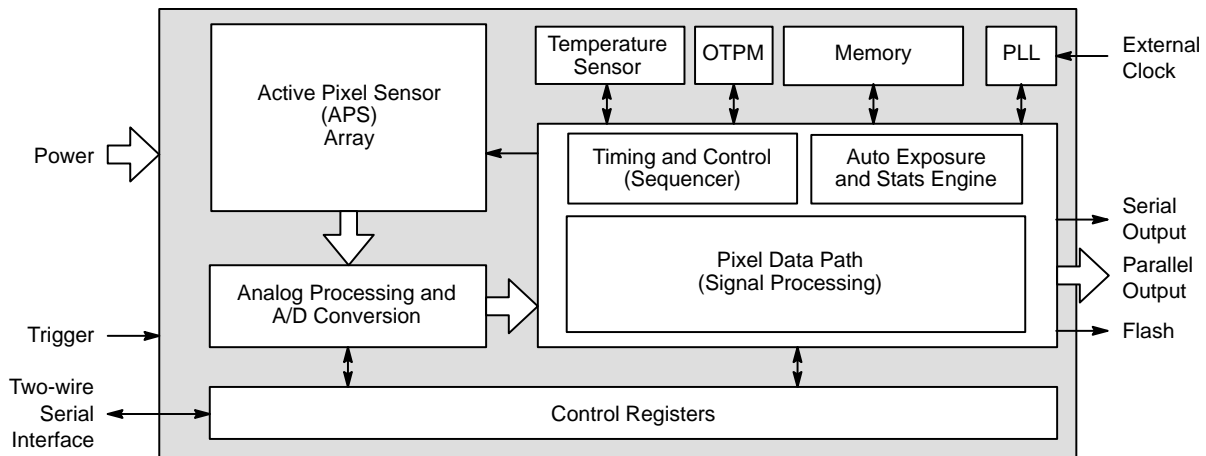 Temperature
Sensor
OTPM
Memory
PLL
External
Clock
Active Pixel Sensor
(APS)
Array
Power
Timing and Control
(Sequencer)
Auto Exposure
and Stats Engine
Serial
Output
Pixel Data Path
(Signal Processing)
Parallel
Output
Analog Processing and
A/D Conversion
Trigger
Flash
Two-wire
Serial
Interface
Control Registers